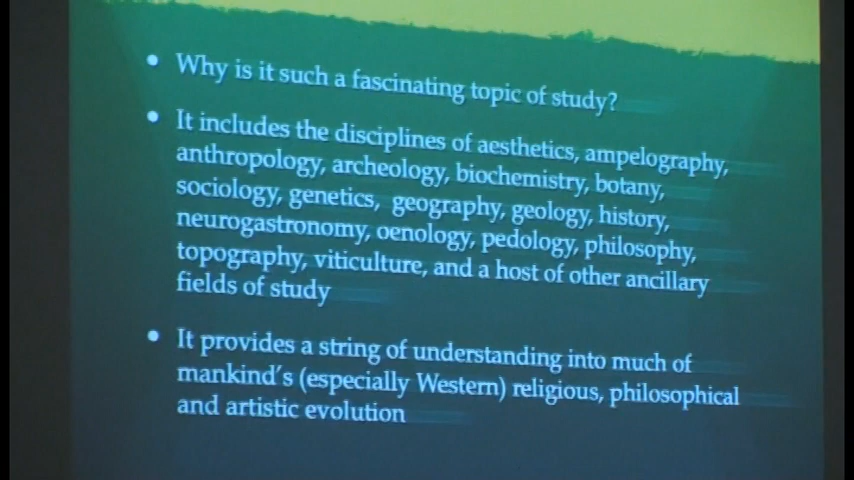 • Why is it such a fascinating topic of study?
• It includes the disciplines of aesthetics, ampelography,
anthropology, archeology, biochemistry, botany,
sociology, genetics, geography, geology, history,
neurogastronomy, oenology, pedology, philosophy,
topography, viticulture, and a host of other ancillary
fields of study
• It provides a string of understanding into much of
mankind's (especially Western) religious, philosophical
and artistic evolution